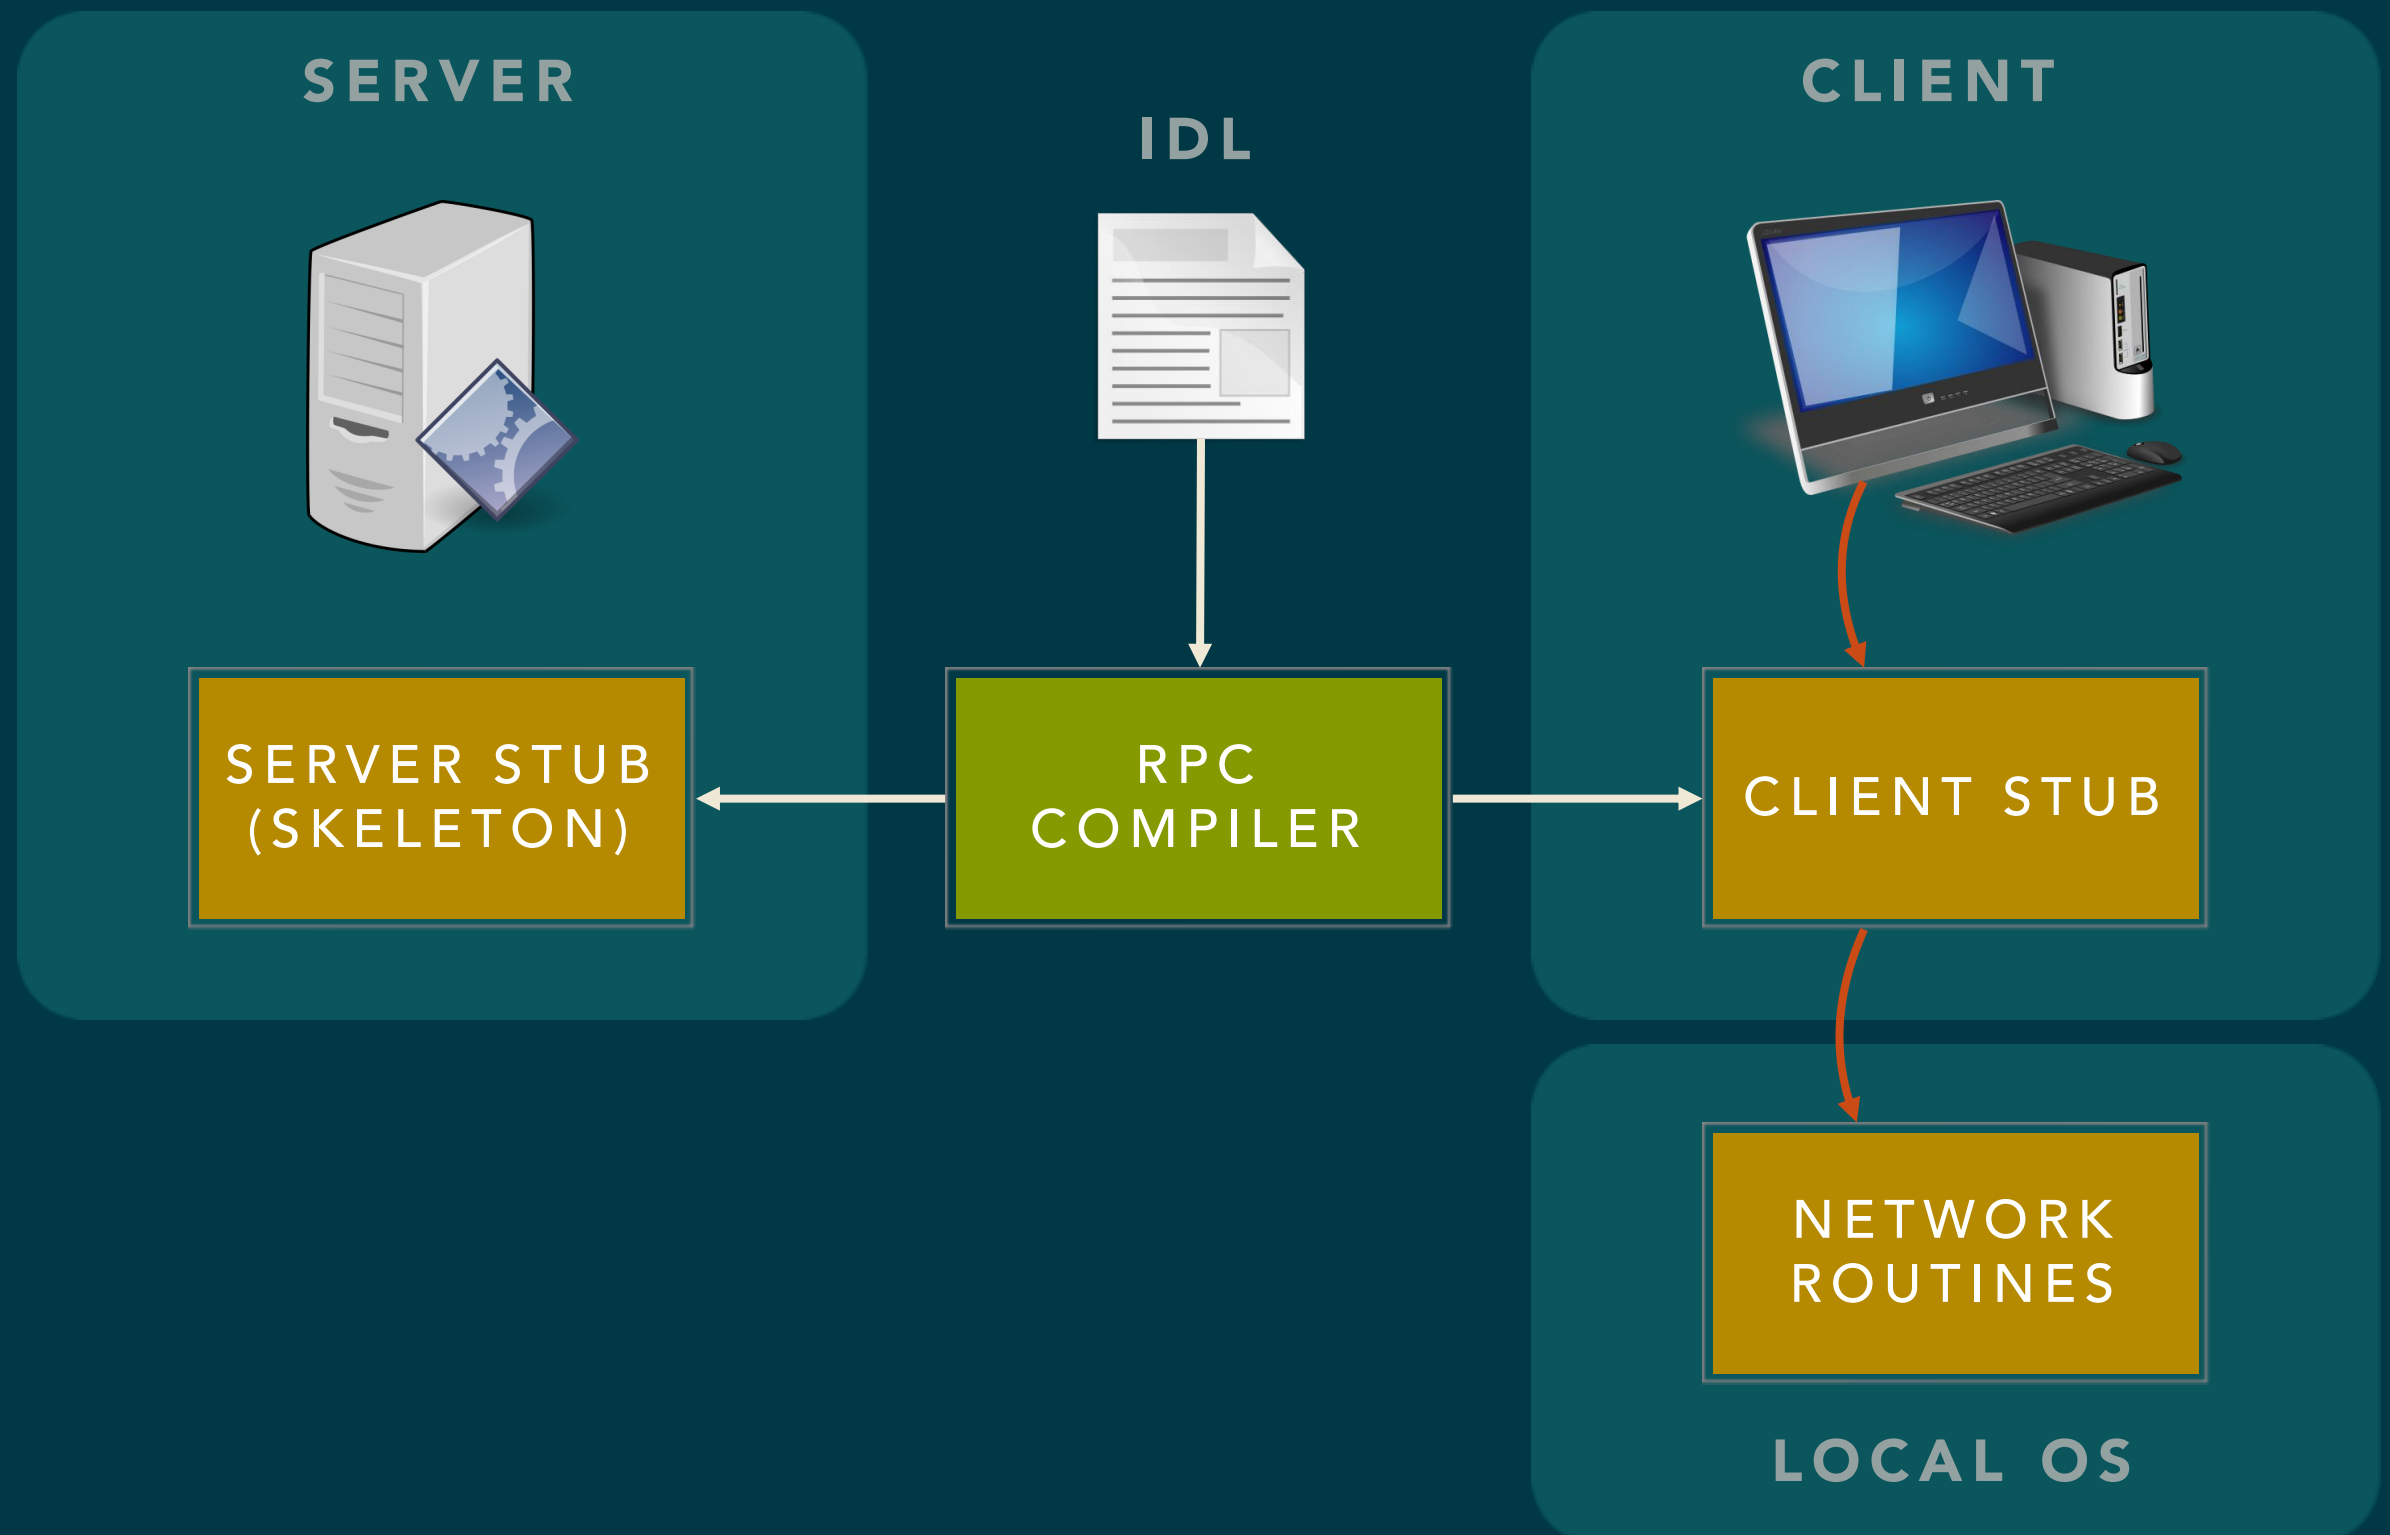 SERVER
IDL
CLIENT
SERVER STUB
(SKELETON)
RPC
COMPILER
CLIENT STUB
NETWORK
ROUTINES
LOCAL OS